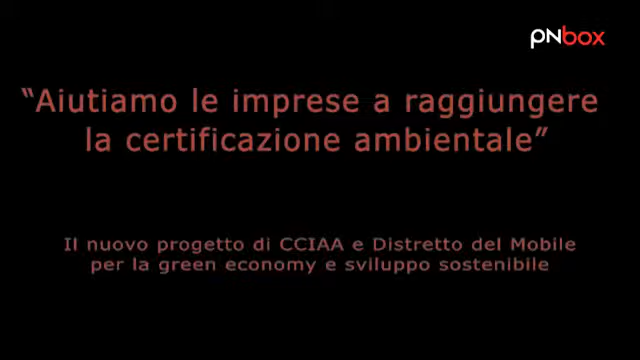 pnbox
“Aiutiamo le imprese a raggiungere
la certificazione ambientale”
Il nuovo progetto di CCIAA e Distretto del Mobile
per la green economy e sviluppo sostenibile